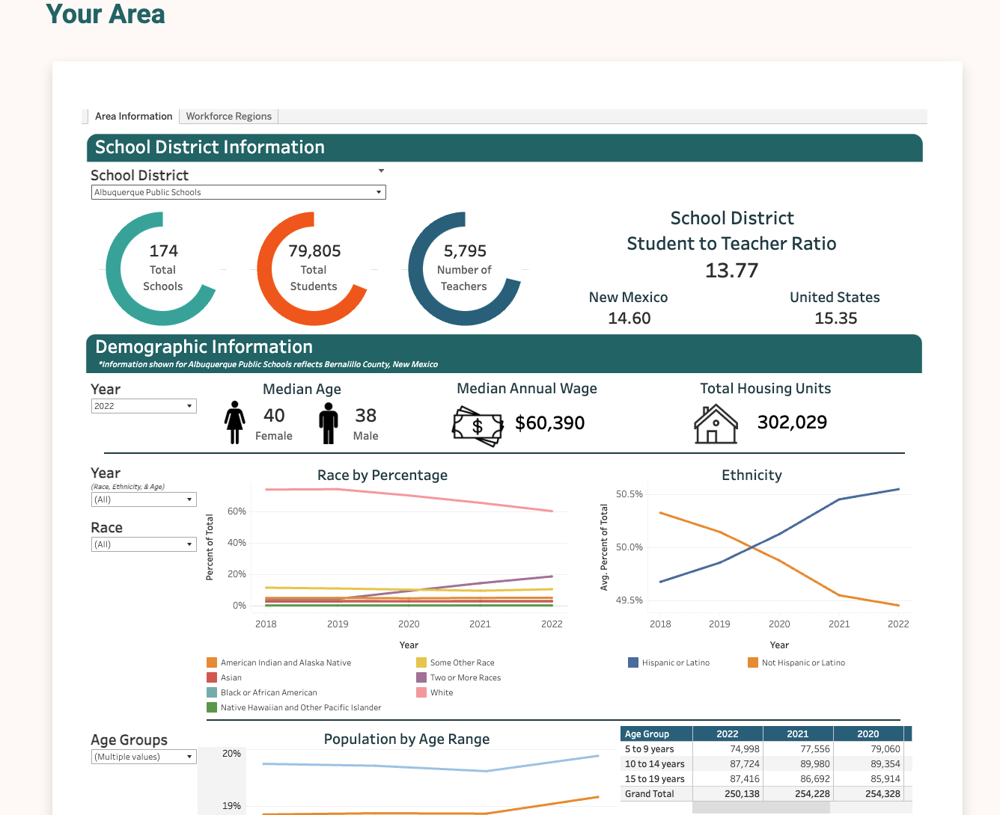 Your Area
Area Information
Workforce Regions
School District Information
School District
Albuquerque Public Schools
174
Total
Schools
79,805
Total
Students
5,795
Number of
Teachers
School District
Student to Teacher Ratio
13.77
New Mexico
14.60
United States
15.35
Demographic Information
*Information shown for Albuquerque Public Schools reflects Bernalillo County, New Mexico
Year
2022
Median Age
40
Female
38
Male
Median Annual Wage
$
$60,390
Total Housing Units
302,029
Year
(Race, Ethnicity, & Age)
(All)
Race
(All)
Race by Percentage
Percent of Total
60%
40%
20%
0%
2018 2019 2020 2021 2022
Year
American Indian and Alaska Native
Asian
Black or African American
Native Hawaiian and Other Pacific Islander
Some Other Race
Two or More Races
White
Ethnicity
Avg. Percent of Total
50.5%
50.0%
49.5%
2018 2019 2020 2021 2022
Year
Hispanic or Latino
Not Hispanic or Latino
Age Groups
(Multiple values)
Population by Age Range
20%
19%
Age Group 2022 2021 2020
5 to 9 years 74,998 77,556 79,060
10 to 14 years 87,724 89,980 89,354
15 to 19 years 87,416 86,692 85,914
Grand Total 250,138 254,228 254,328